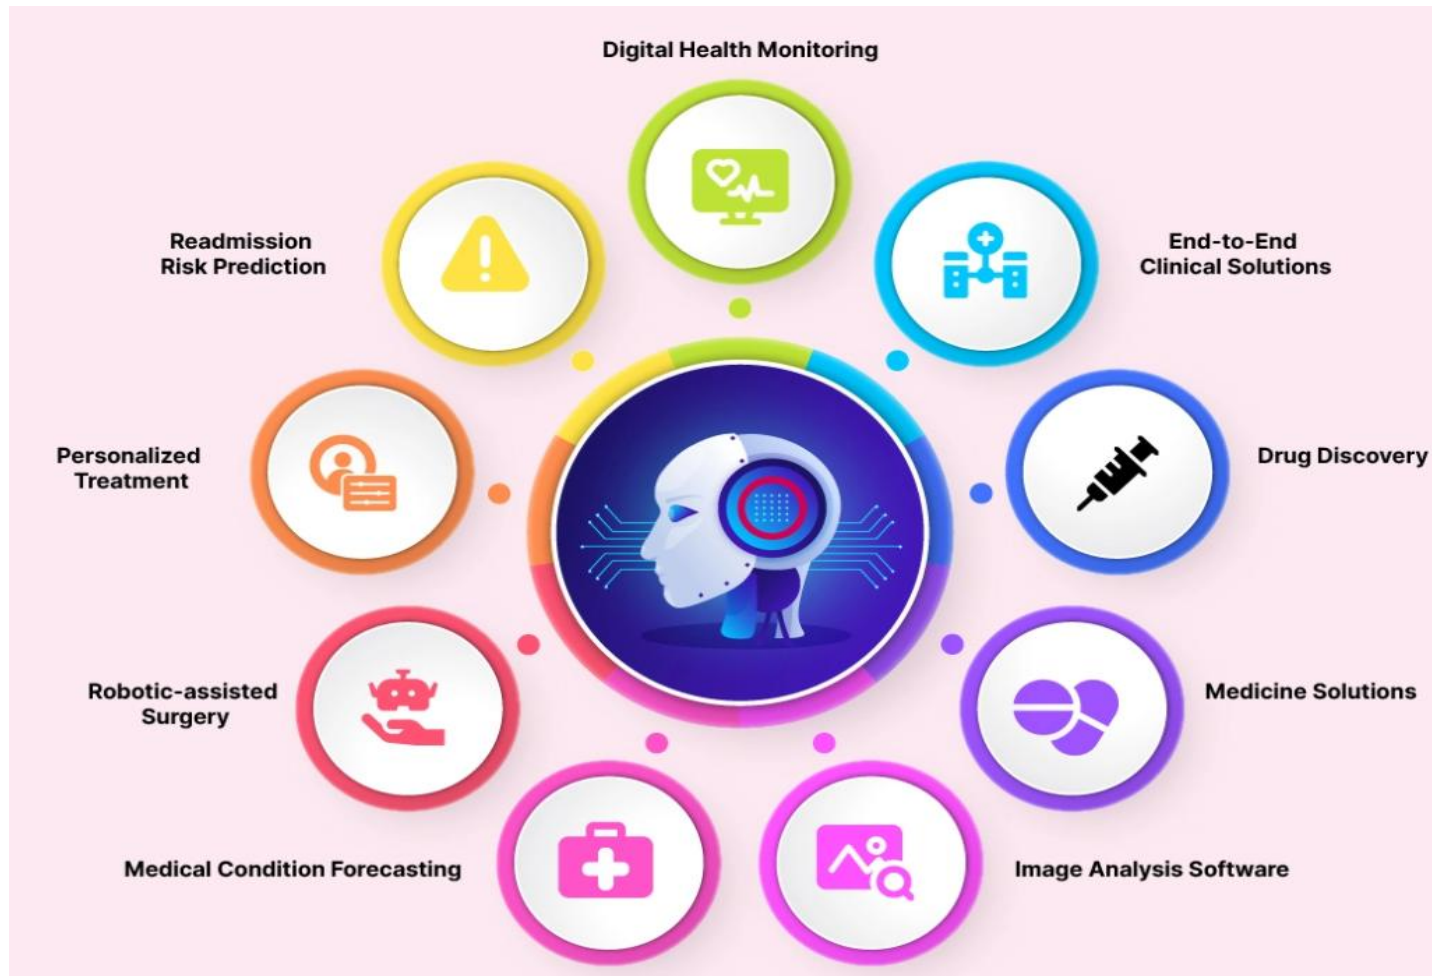 Digital Health Monitoring
Readmission
Risk Prediction
End-to-End
Clinical Solutions
Personalized
Treatment
Drug Discovery
Robotic-assisted
Surgery
Medicine Solutions
Medical Condition Forecasting
Image Analysis Software